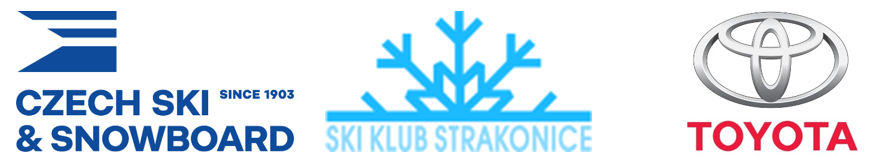 CZECH SKI SINCE 1903
& SNOWBOARD
SKI KLUB STRAKONICE
TOYOTA